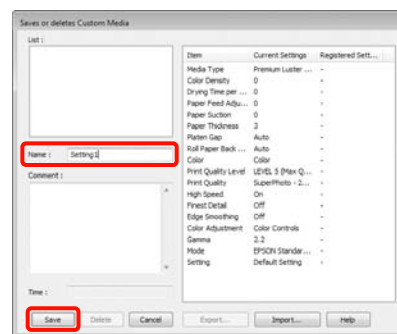 Saves or deletes Custom Media
List :
Name : Setting1
Comment :
Time :
Item Current Settings Registered Sett...
Media Type Premium Luster ... -
Color Density 0 -
Drying Time per ... 0 -
Paper Feed Adju... 0 -
Paper Suction 0 -
Paper Thickness 3 -
Platen Gap Auto -
Roll Paper Back ... Auto -
Color Color -
Print Quality Level LEVEL 5 (Max Q... -
Print Quality SuperPhoto - 2... -
High Speed On -
Finest Detail Off -
Edge Smoothing Off -
Color Adjustment Color Controls -
Gamma 2.2 -
Mode EPSON Standar... -
Setting Default Setting -
Save Delete Cancel Export... Import... Help